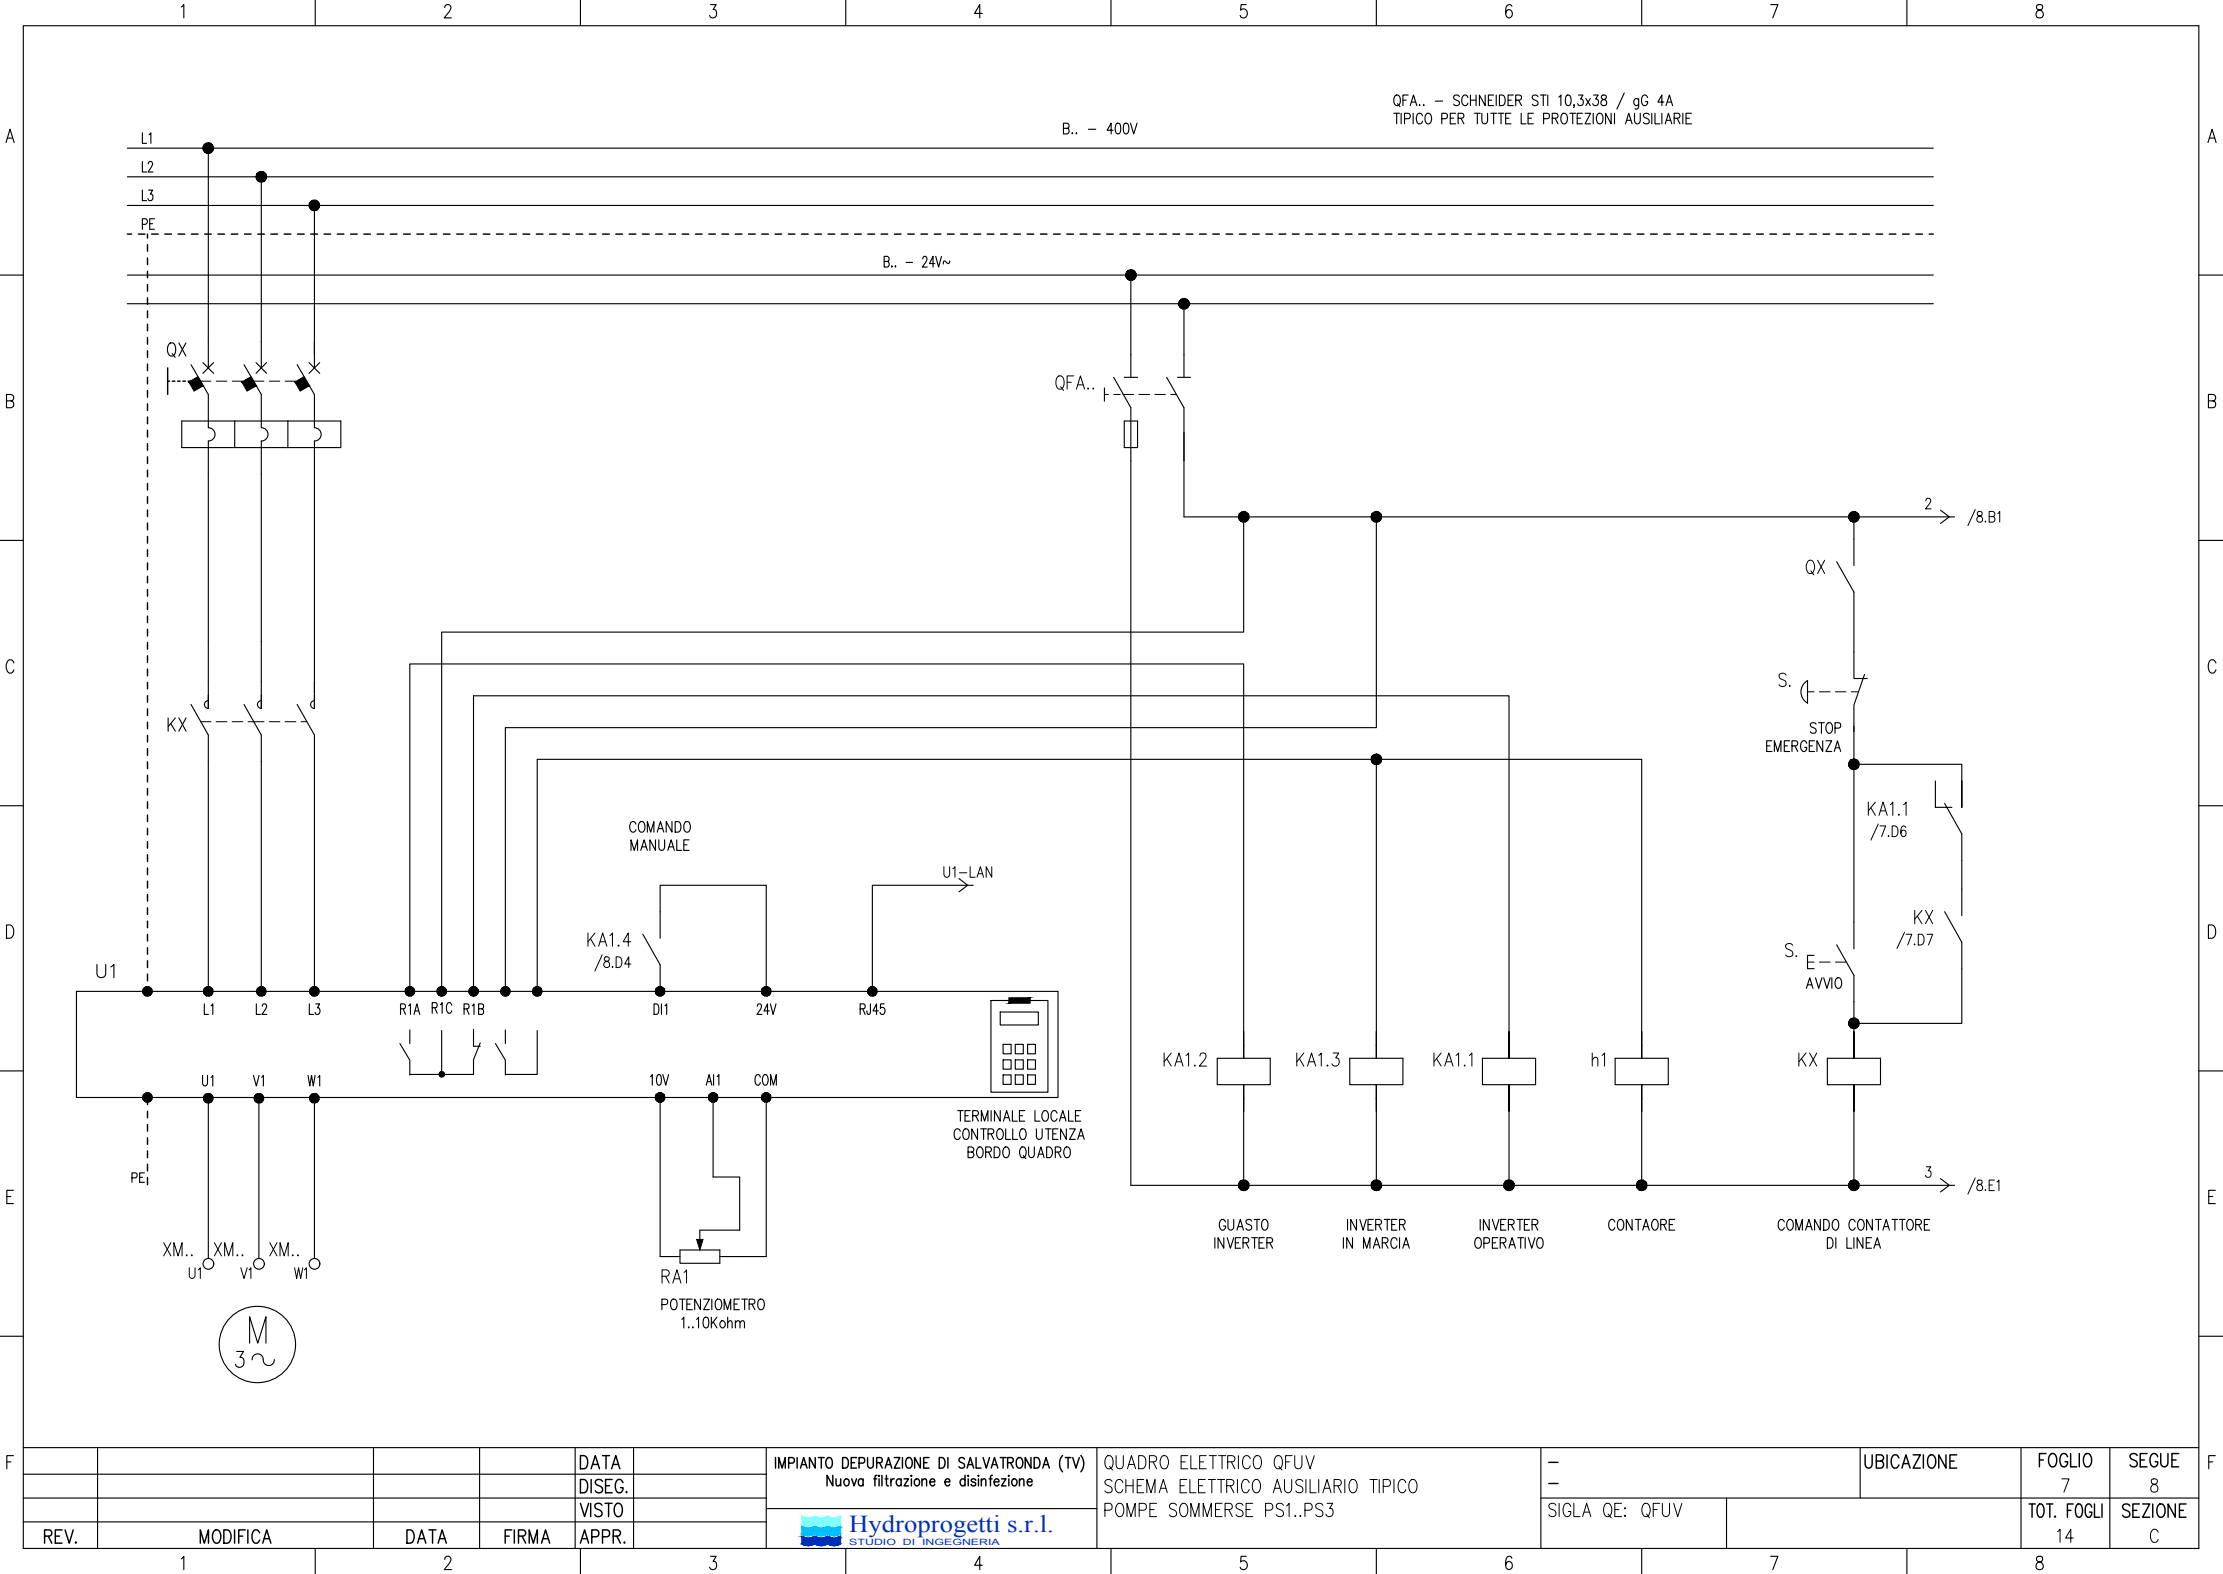 1 2 3 4 5 6 7 8
QFA.. - SCHNEIDER STI 10,3x38 / gG 4A
TIPICO PER TUTTE LE PROTEZIONI AUSILIARIE
B.. - 400V
A A
L1
L2
L3
PE
B.. - 24V~
QX
QFA..
B B
2 /8.B1
QX
C C
S.
STOP
EMERGENZA
KX
KA1.1
/7.D6
COMANDO
MANUALE
U1-LAN
KA1.4
/8.D4
KX
/7.D7
D D
S.
E
AVVIO
U1
L1 L2 L3 R1A R1C R1B DI1 24V RJ45
KA1.2 KA1.3 KA1.1 h1 KX
U1 V1 W1 10V AI1 COM
TERMINALE LOCALE
CONTROLLO UTENZA
BORDO QUADRO
PE
3 /8.E1
E E
GUASTO
INVERTER
INVERTER
IN MARCIA
INVERTER
OPERATIVO
CONTAORE
COMANDO CONTATTORE
DI LINEA
XM.. XM.. XM..
U1 V1 W1
RA1
POTENZIOMETRO
1..10Kohm
M
3~
F F
REV. MODIFICA DATA FIRMA
DATA
DISEG.
VISTO
APPR.
IMPIANTO DEPURAZIONE DI SALVATRONDA (TV)
Nuova filtrazione e disinfezione
Hydroprogetti s.r.l.
STUDIO DI INGEGNERIA
QUADRO ELETTRICO QFUV
SCHEMA ELETTRICO AUSILIARIO TIPICO
POMPE SOMMERSE PS1..PS3
-
-
SIGLA QE: QFUV
UBICAZIONE
FOGLIO
7
SEGUE
8
TOT. FOGLI
14
SEZIONE
C
1 2 3 4 5 6 7 8